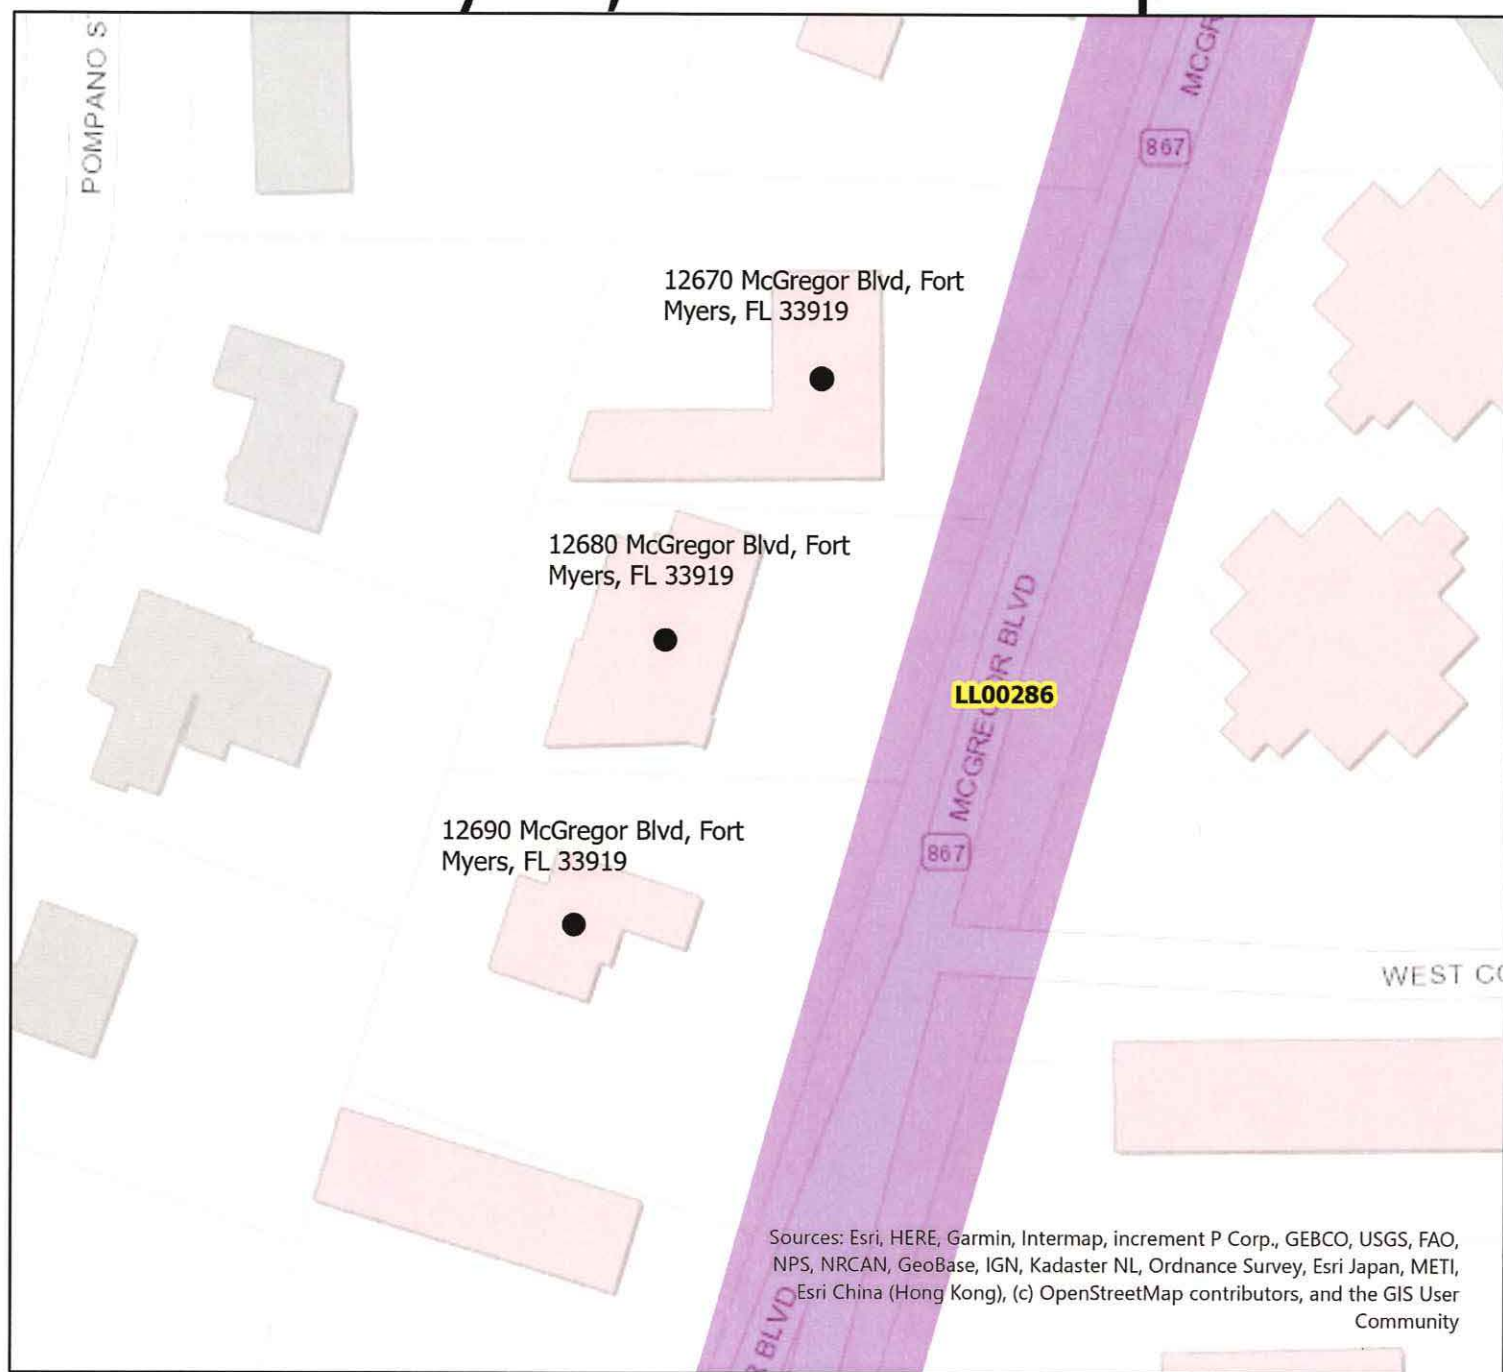 POMPANO S
MCGR
867
12670 McGregor Blvd, Fort
Myers, FL 33919
12680 McGregor Blvd, Fort
Myers, FL 33919
MCGREGOR BLVD
LL00286
12690 McGregor Blvd, Fort
Myers, FL 33919
867
WEST CO
Sources: Esri, HERE, Garmin, Intermap, increment P Corp., GEBCO, USGS, FAO,
NPS, NRCAN, GeoBase, IGN, Kadaster NL, Ordnance Survey, Esri Japan, METI,
Esri China (Hong Kong), (c) OpenStreetMap contributors, and the GIS User
Community
R BLVD